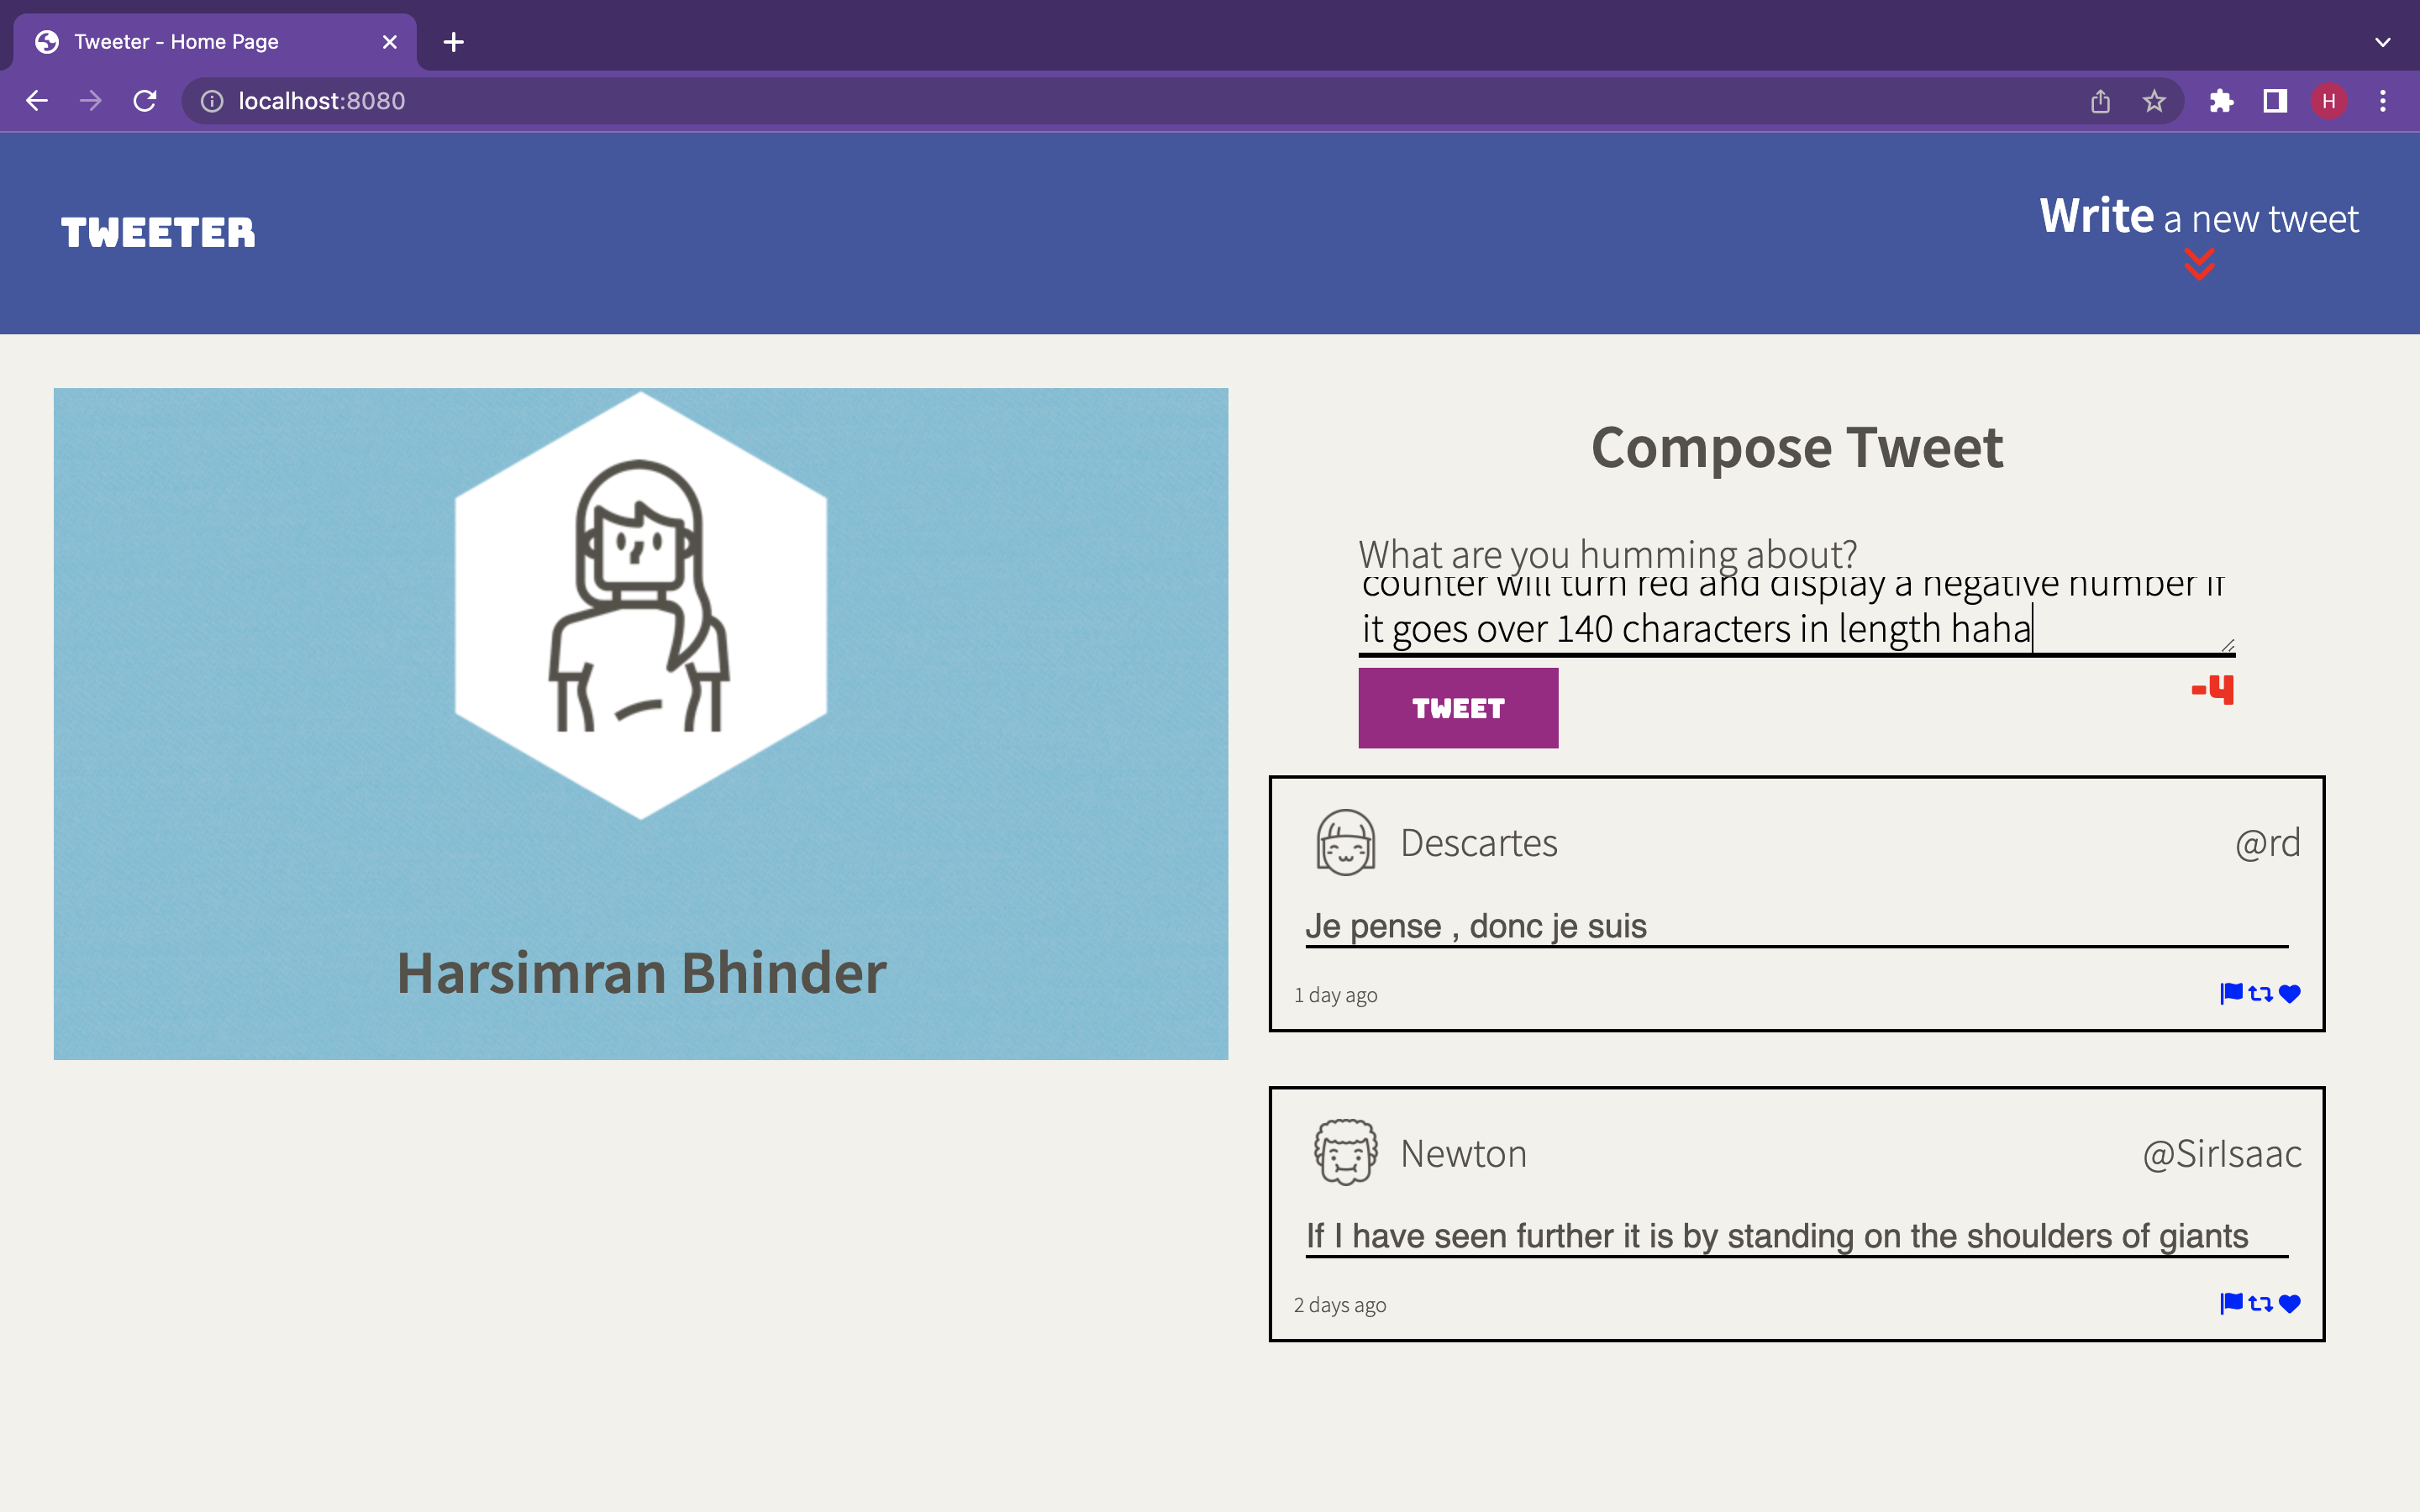 Tweeter - Home Page
localhost:8080
H
TWEETER
Write a new tweet
Harsimran Bhinder
Compose Tweet
What are you humming about?
counter will turn red and display a negative number if
it goes over 140 characters in length haha
TWEET
-4
Descartes
@rd
Je pense , donc je suis
1 day ago
Newton
@SirIsaac
If I have seen further it is by standing on the shoulders of giants
2 days ago